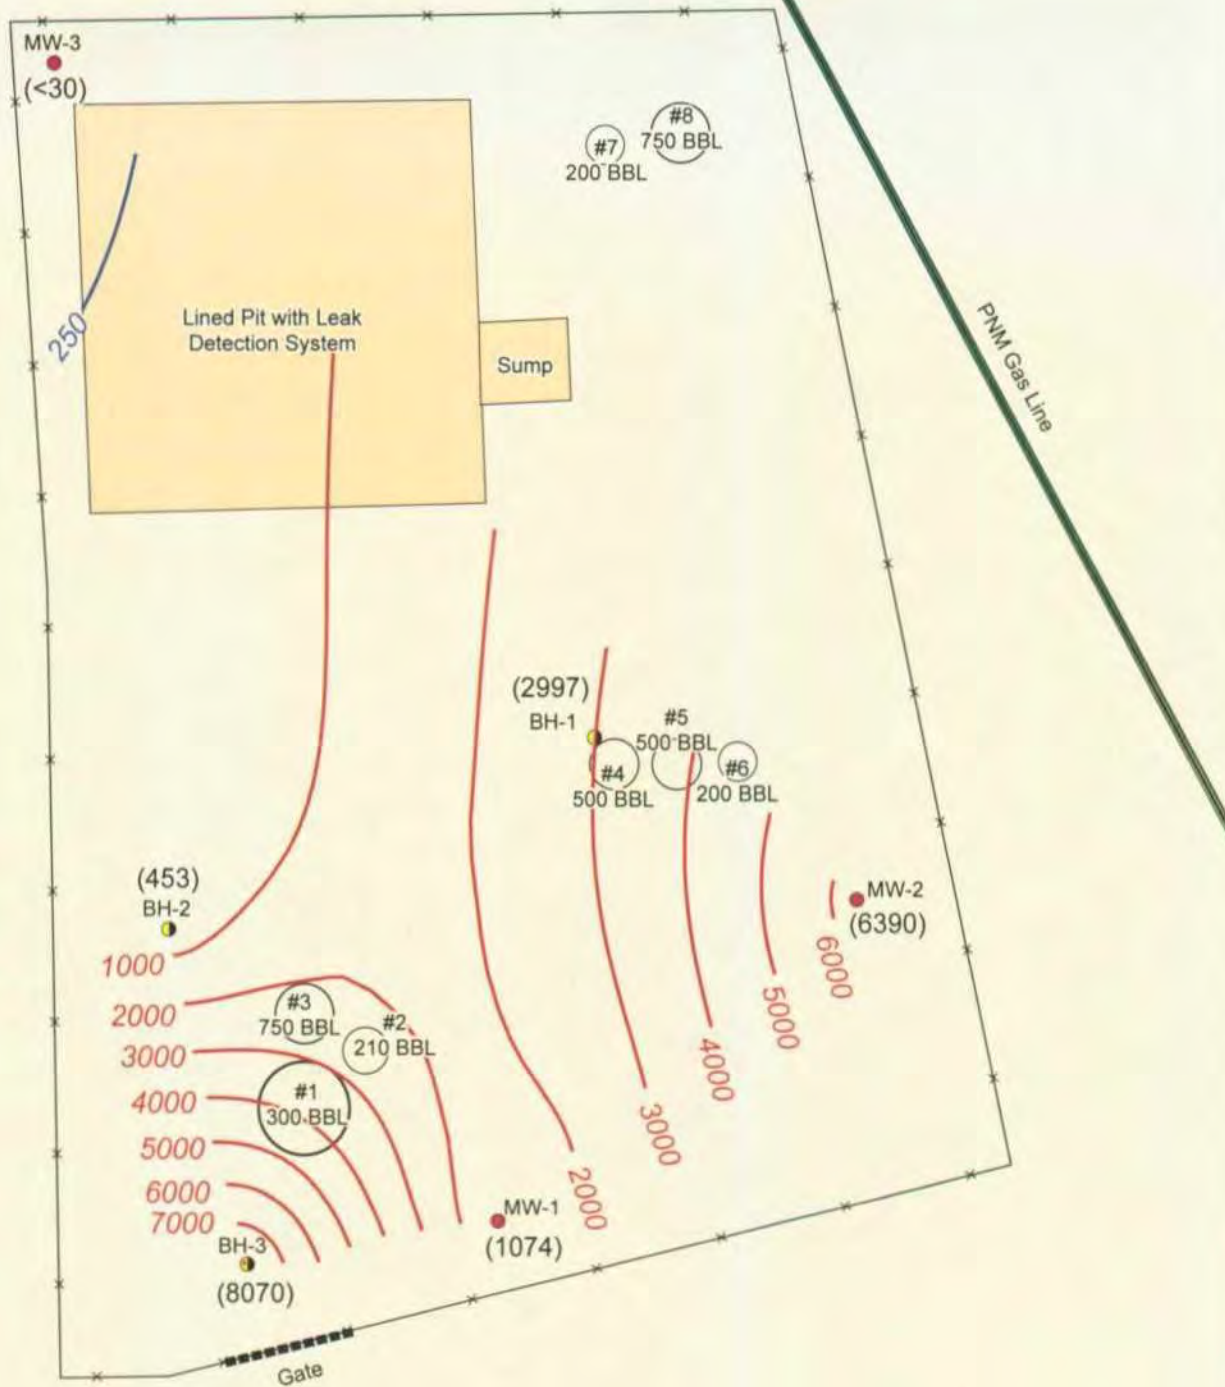 MW-3
(<30)
#7
200 BBL
#8
750 BBL
250
Lined Pit with Leak
Detection System
Sump
PNM Gas Line
(2997)
BH-1
#5
500 BBL
#4
500 BBL
#6
200 BBL
(453)
BH-2
MW-2
(6390)
1000
2000
3000
4000
5000
6000
7000
#3
750 BBL
#2
210 BBL
#1
300 BBL
6000
5000
4000
3000
2000
MW-1
(1074)
BH-3
(8070)
Gate